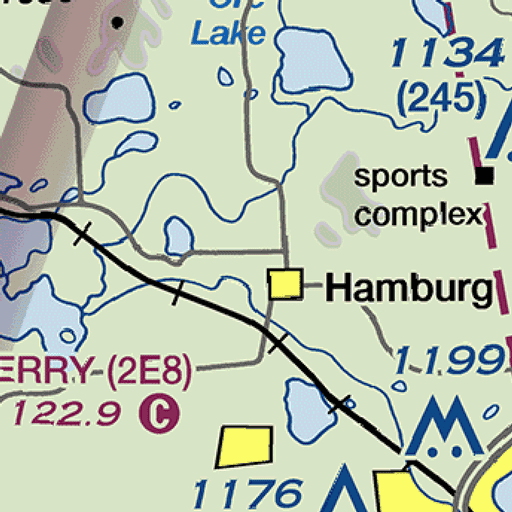 Lake
1134
(245)
sports
complex
Hamburg
1199
ERRY (2E8)
122.9 C
1176